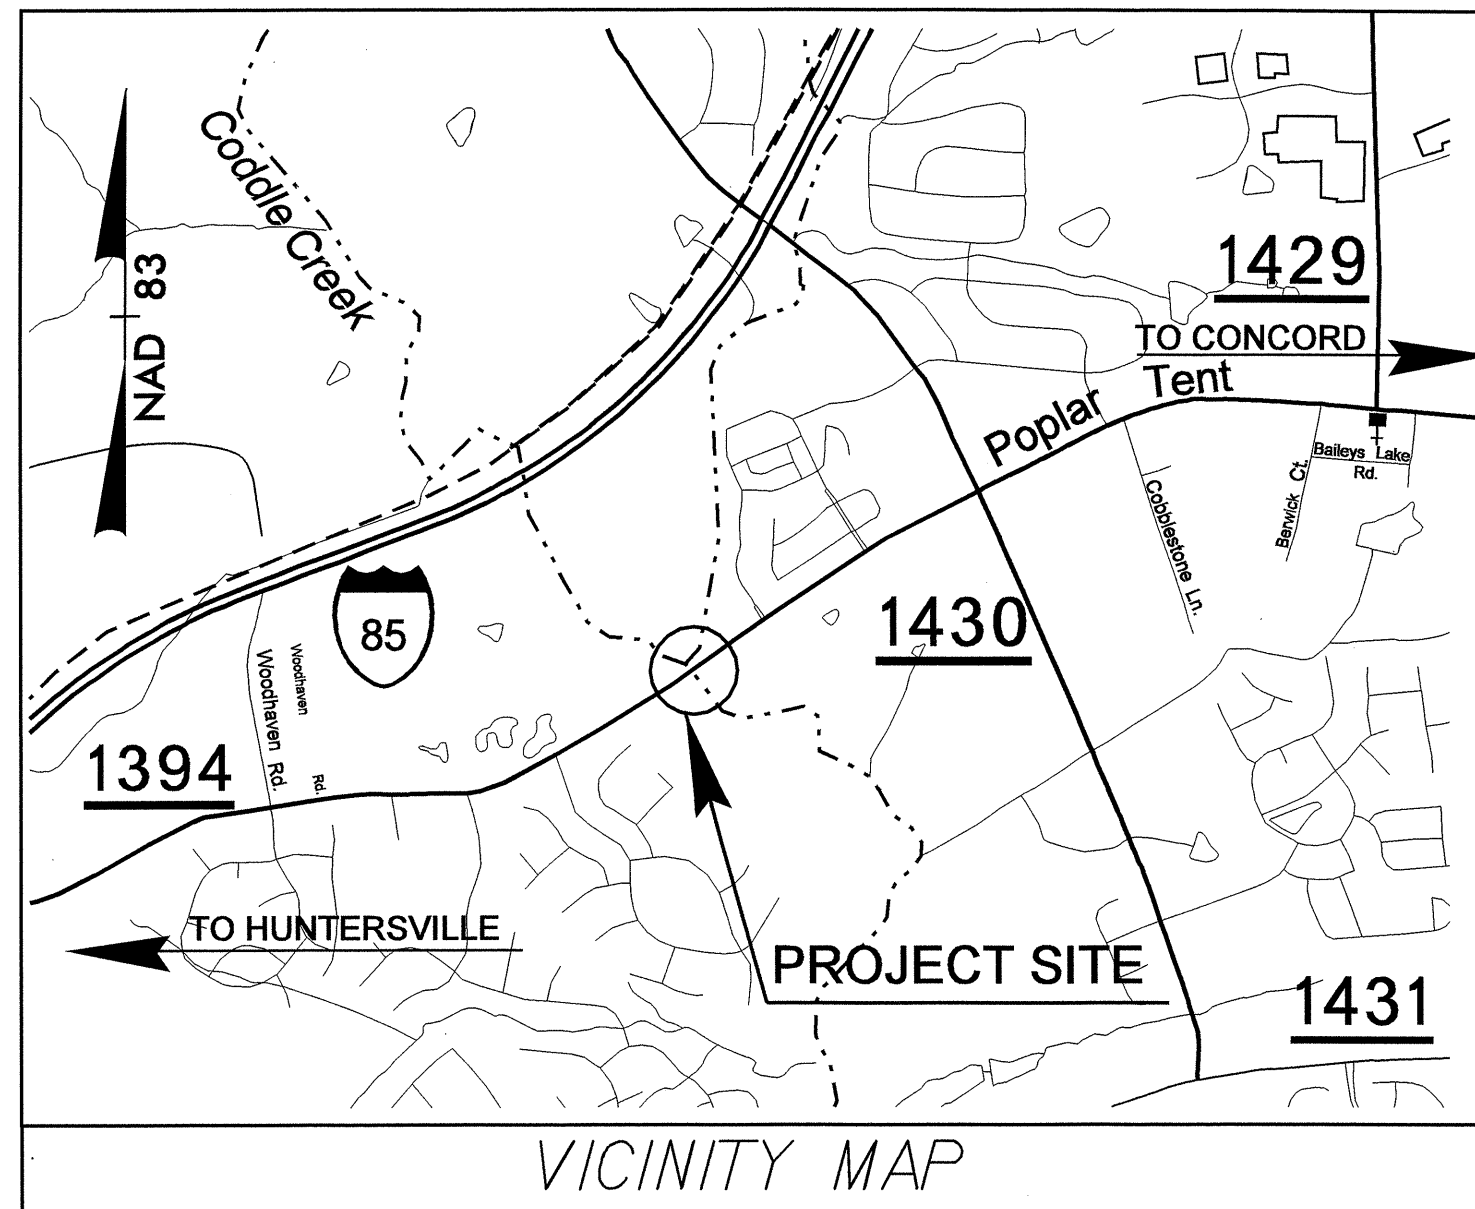 Coddle Creek
NAD 83
1429
TO CONCORD
Poplar Tent
Baileys Lake
Rd.
Berwick Ct.
Cobblestone Ln.
85
1430
Woodhaven Rd.
Woodhaven Rd.
1394
TO HUNTERSVILLE
PROJECT SITE
1431
VICINITY MAP